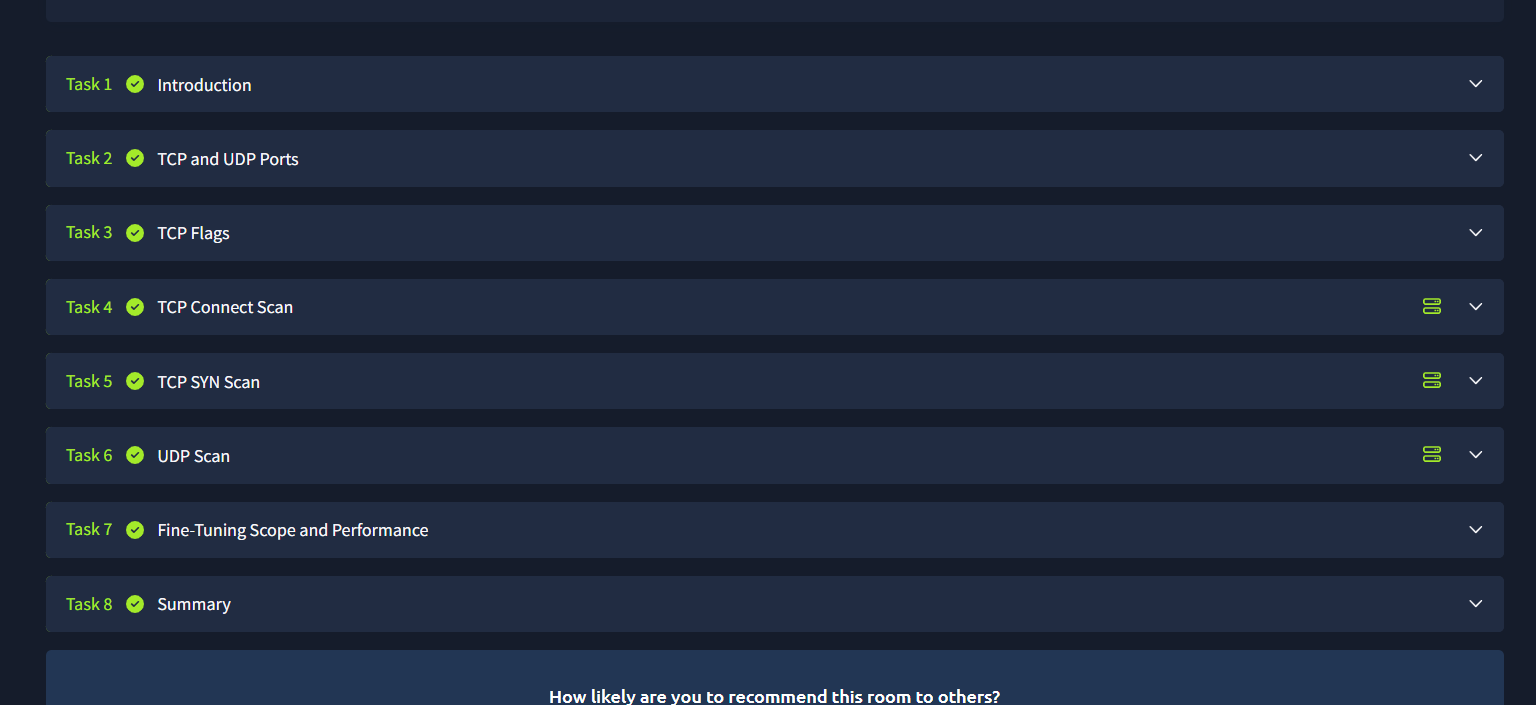 Task 1 Introduction
Task 2 TCP and UDP Ports
Task 3 TCP Flags
Task 4 TCP Connect Scan
Task 5 TCP SYN Scan
Task 6 UDP Scan
Task 7 Fine-Tuning Scope and Performance
Task 8 Summary
How likely are you to recommend this room to others?